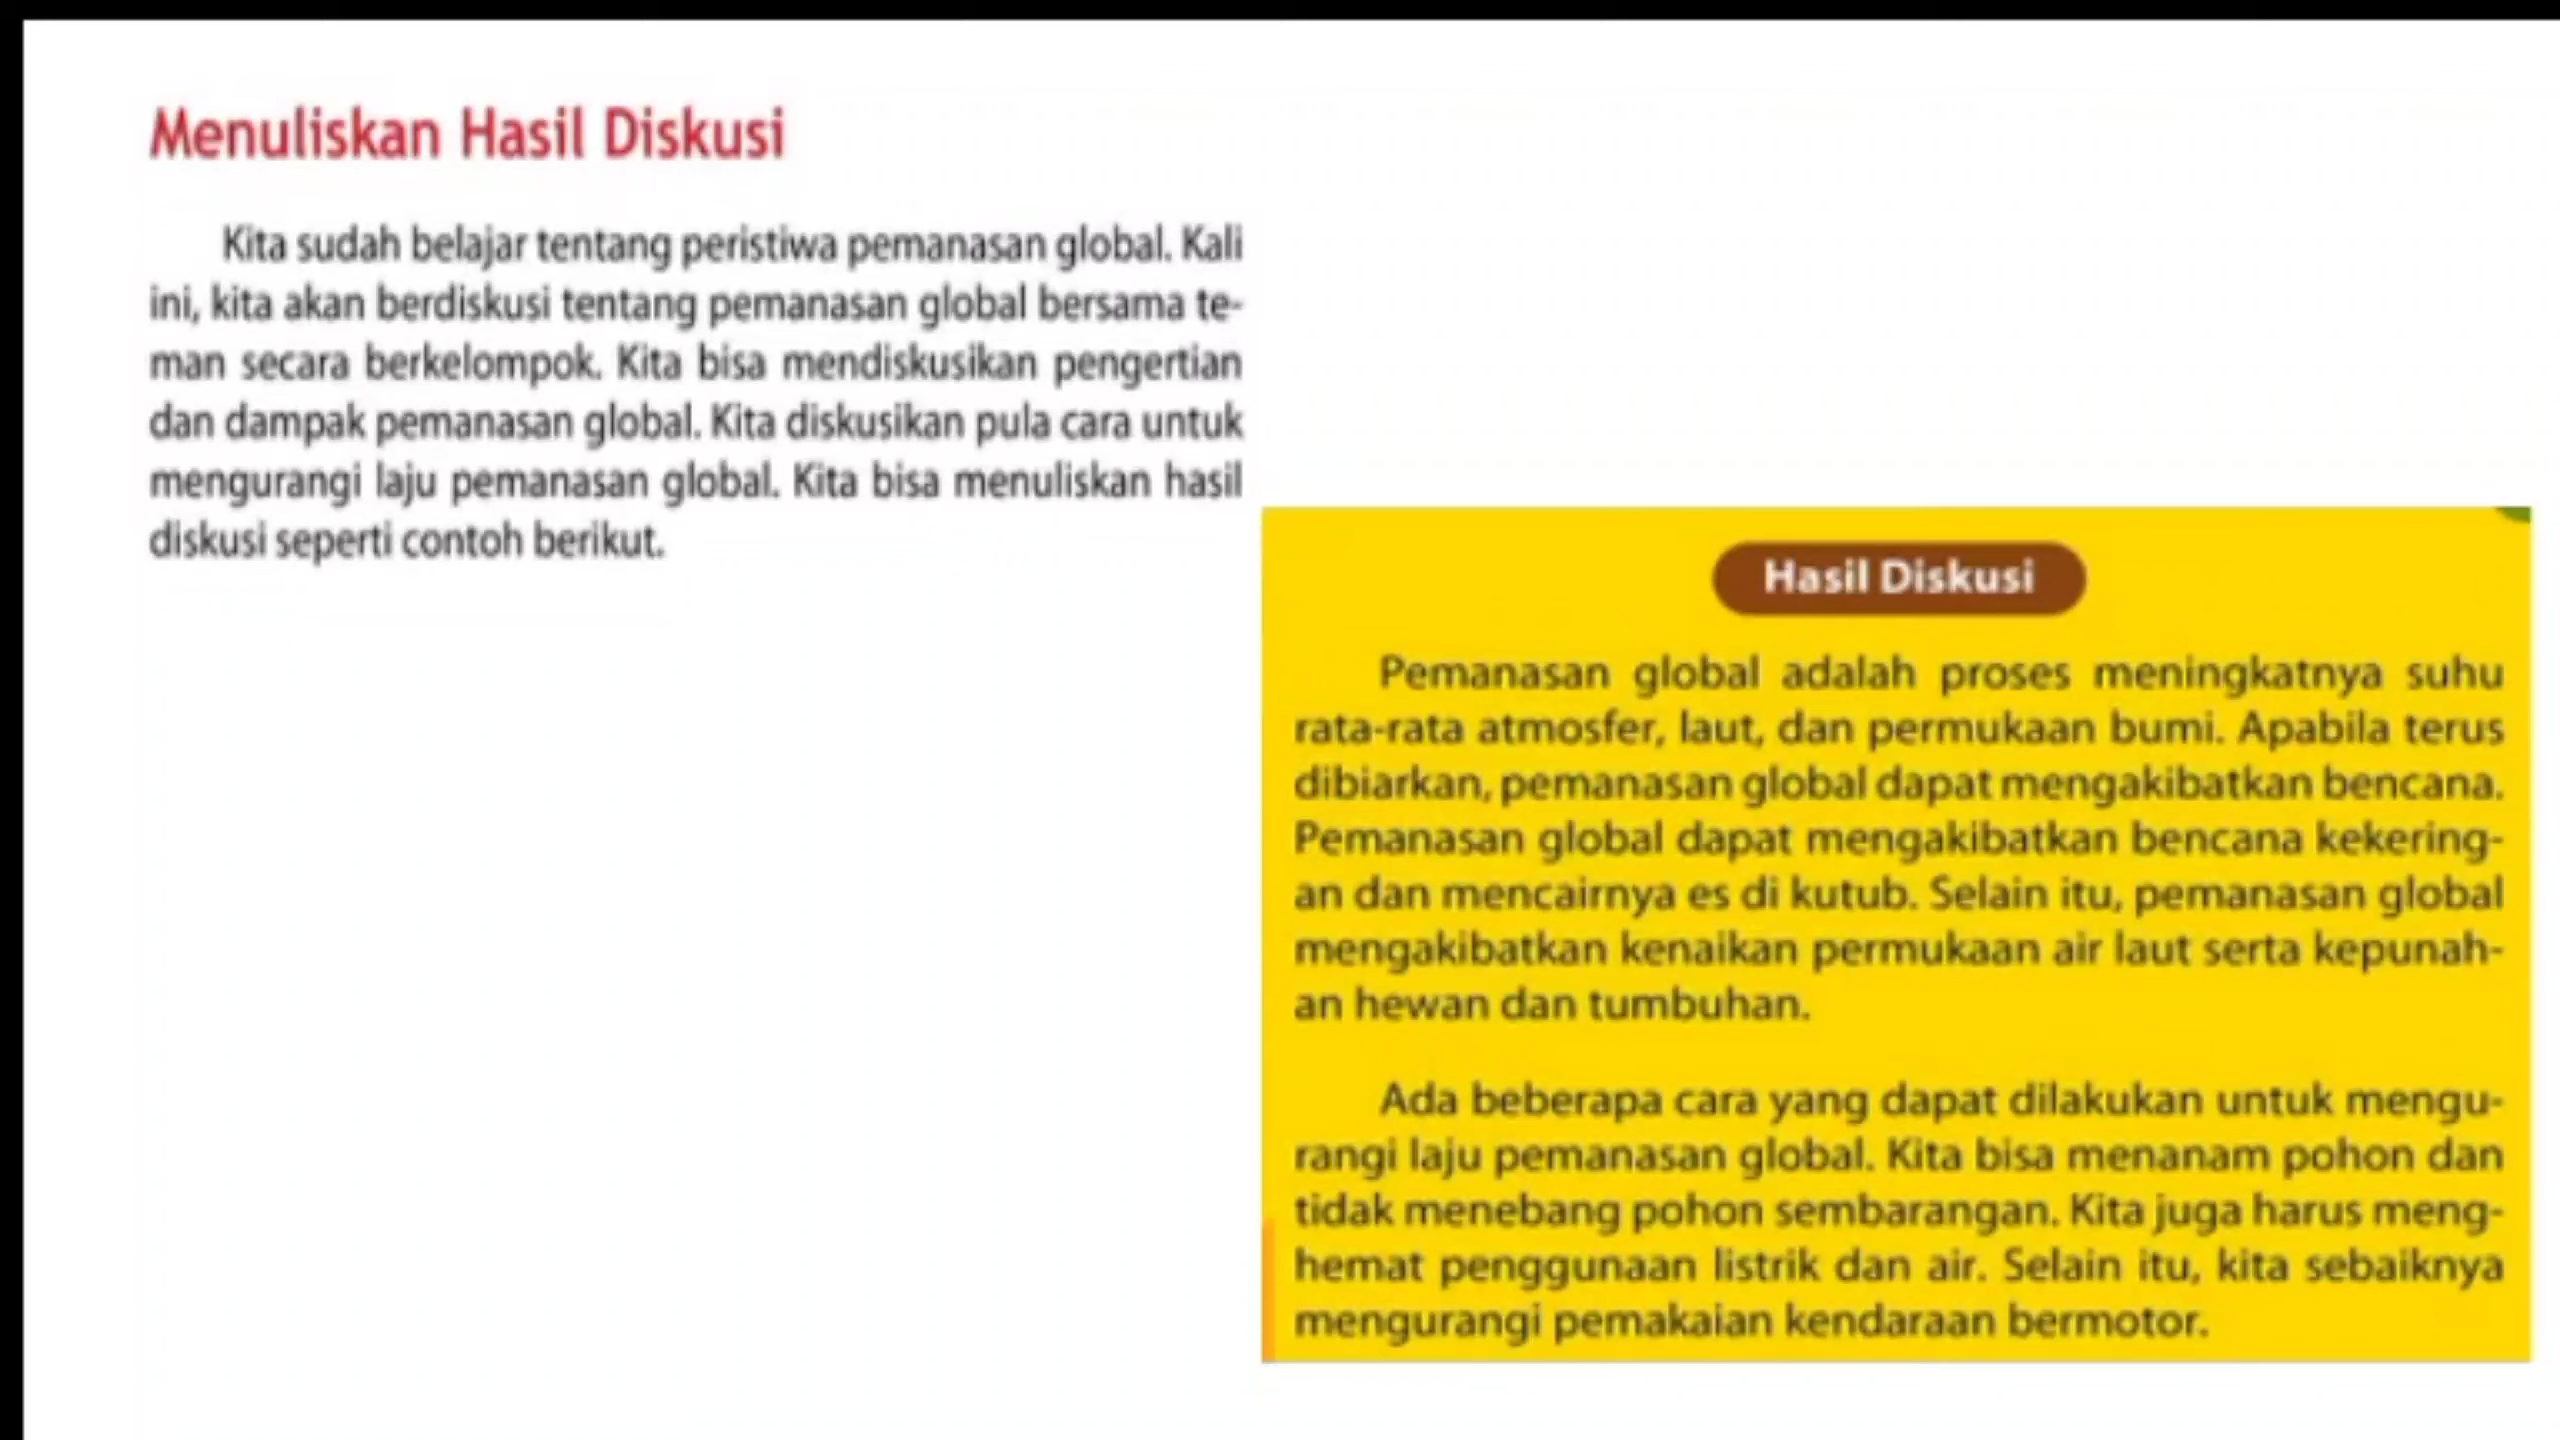 Menuliskan Hasil Diskusi
Kita sudah belajar tentang peristiwa pemanasan global. Kali
ini, kita akan berdiskusi tentang pemanasan global bersama te-
man secara berkelompok. Kita bisa mendiskusikan pengertian
dan dampak pemanasan global. Kita diskusikan pula cara untuk
mengurangi laju pemanasan global. Kita bisa menuliskan hasil
diskusi seperti contoh berikut.
Hasil Diskusi
Pemanasan global adalah proses meningkatnya suhu
rata-rata atmosfer, laut, dan permukaan bumi. Apabila terus
dibiarkan, pemanasan global dapat mengakibatkan bencana.
Pemanasan global dapat mengakibatkan bencana kekering-
an dan mencairnya es di kutub. Selain itu, pemanasan global
mengakibatkan kenaikan permukaan air laut serta kepunah-
an hewan dan tumbuhan.
Ada beberapa cara yang dapat dilakukan untuk mengu-
rangi laju pemanasan global. Kita bisa menanam pohon dan
tidak menebang pohon sembarangan. Kita juga harus meng-
hemat penggunaan listrik dan air. Selain itu, kita sebaiknya
mengurangi pemakaian kendaraan bermotor.